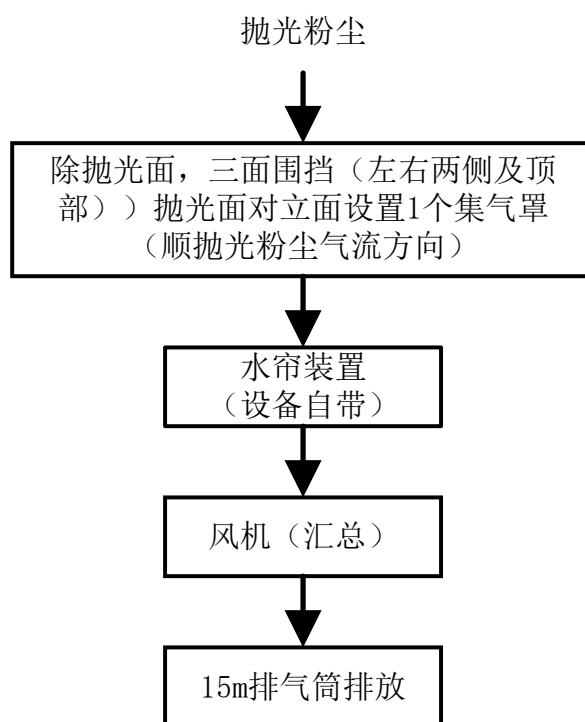 抛光粉尘
除抛光面，三面围挡（左右两侧及顶
部））抛光面对立面设置1个集气罩
（顺抛光粉尘气流方向）
水帘装置
（设备自带）
风机（汇总）
15m排气筒排放